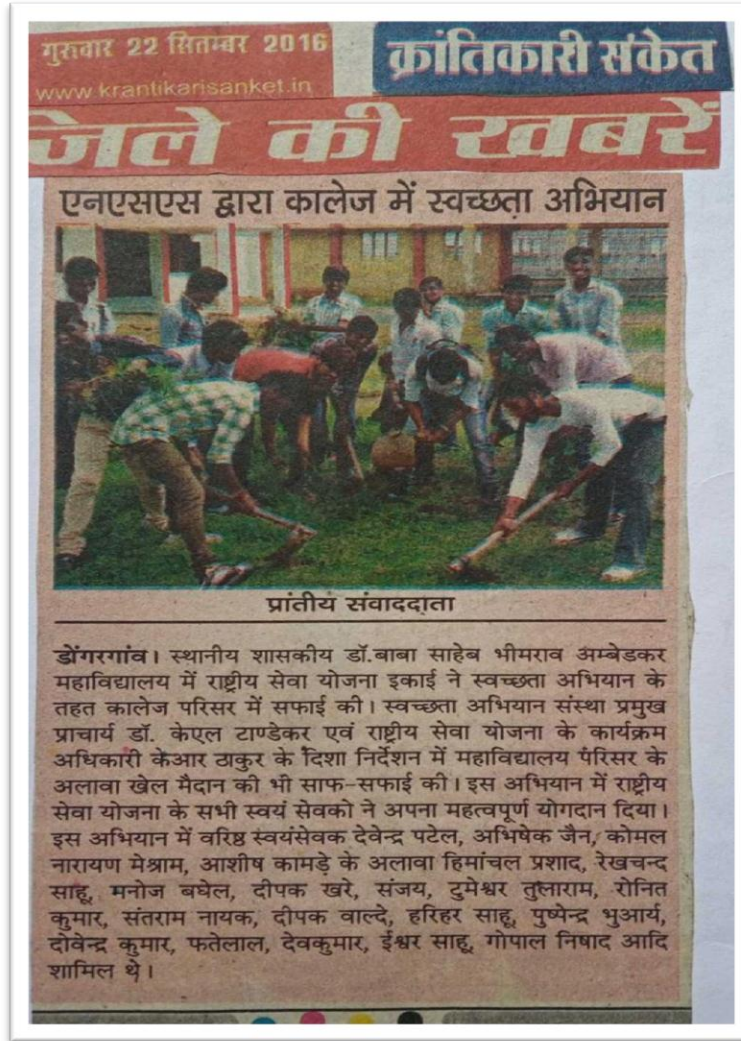 गुरुवार 22 सितम्बर 2016
क्रांतिकारी संकेत
www.krantikarisanket.in
जिले की खबरें
एनएसएस द्वारा कालेज में स्वच्छता अभियान
प्रांतीय संवाददाता
डोंगरगांव। स्थानीय शासकीय डॉ.बाबा साहेब भीमराव अम्बेडकर
महाविद्यालय में राष्ट्रीय सेवा योजना इकाई ने स्वच्छता अभियान के
तहत कालेज परिसर में सफाई की। स्वच्छता अभियान संस्था प्रमुख
प्राचार्य डॉ. केएल टाण्डेकर एवं राष्ट्रीय सेवा योजना के कार्यक्रम
अधिकारी केआर ठाकुर के दिशा निर्देशन में महाविद्यालय परिसर के
अलावा खेल मैदान की भी साफ-सफाई की। इस अभियान में राष्ट्रीय
सेवा योजना के सभी स्वयं सेवको ने अपना महत्वपूर्ण योगदान दिया।
इस अभियान में वरिष्ठ स्वयंसेवक देवेन्द्र पटेल, अभिषेक जैन, कोमल
नारायण मेश्राम, आशीष कामड़े के अलावा हिमांचल प्रशाद, रेखचन्द
साहू, मनोज बघेल, दीपक खरे, संजय, टुमेश्वर तुलाराम, रोनित
कुमार, संतराम नायक, दीपक वाल्दे, हरिहर साहू, पुष्पेन्द्र भुआर्य,
दोवेन्द्र कुमार, फतेलाल, देवकुमार, ईश्वर साहू, गोपाल निषाद आदि
शामिल थे।